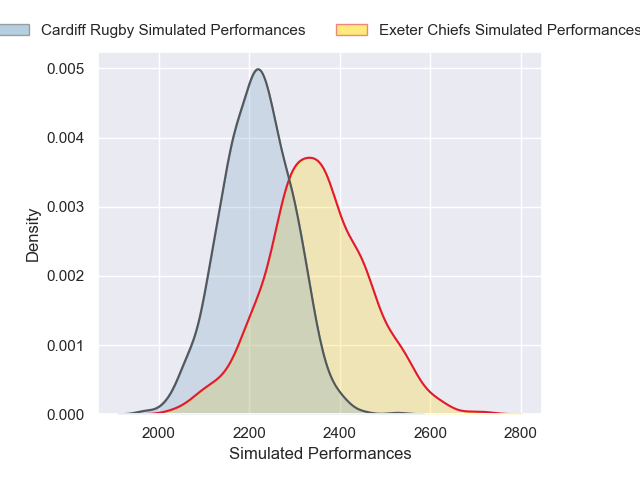 Cardiff Rugby Simulated Performances Exeter Chiefs Simulated Performances
0.005
0.004
0.003
0.002
0.001
0.000
Density
2000 2200 2400 2600 2800
Simulated Performances